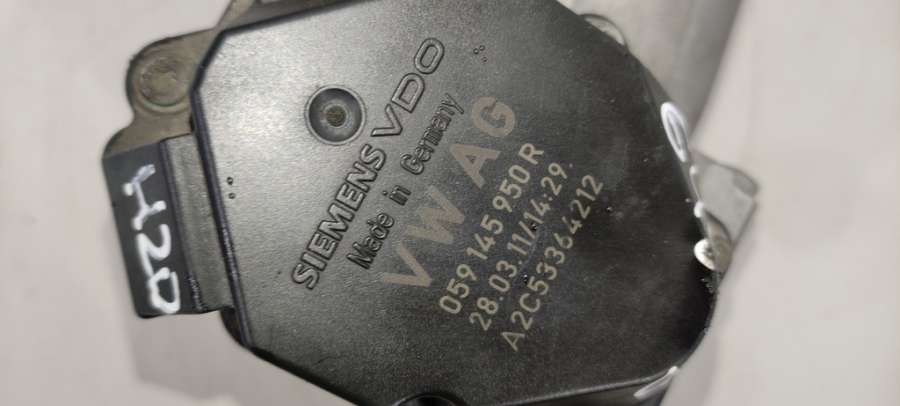 SIEMENS VDO
Made in Germany
VW AG
059 145 950 R
28.03.11/14:29
A2C53364212
H20